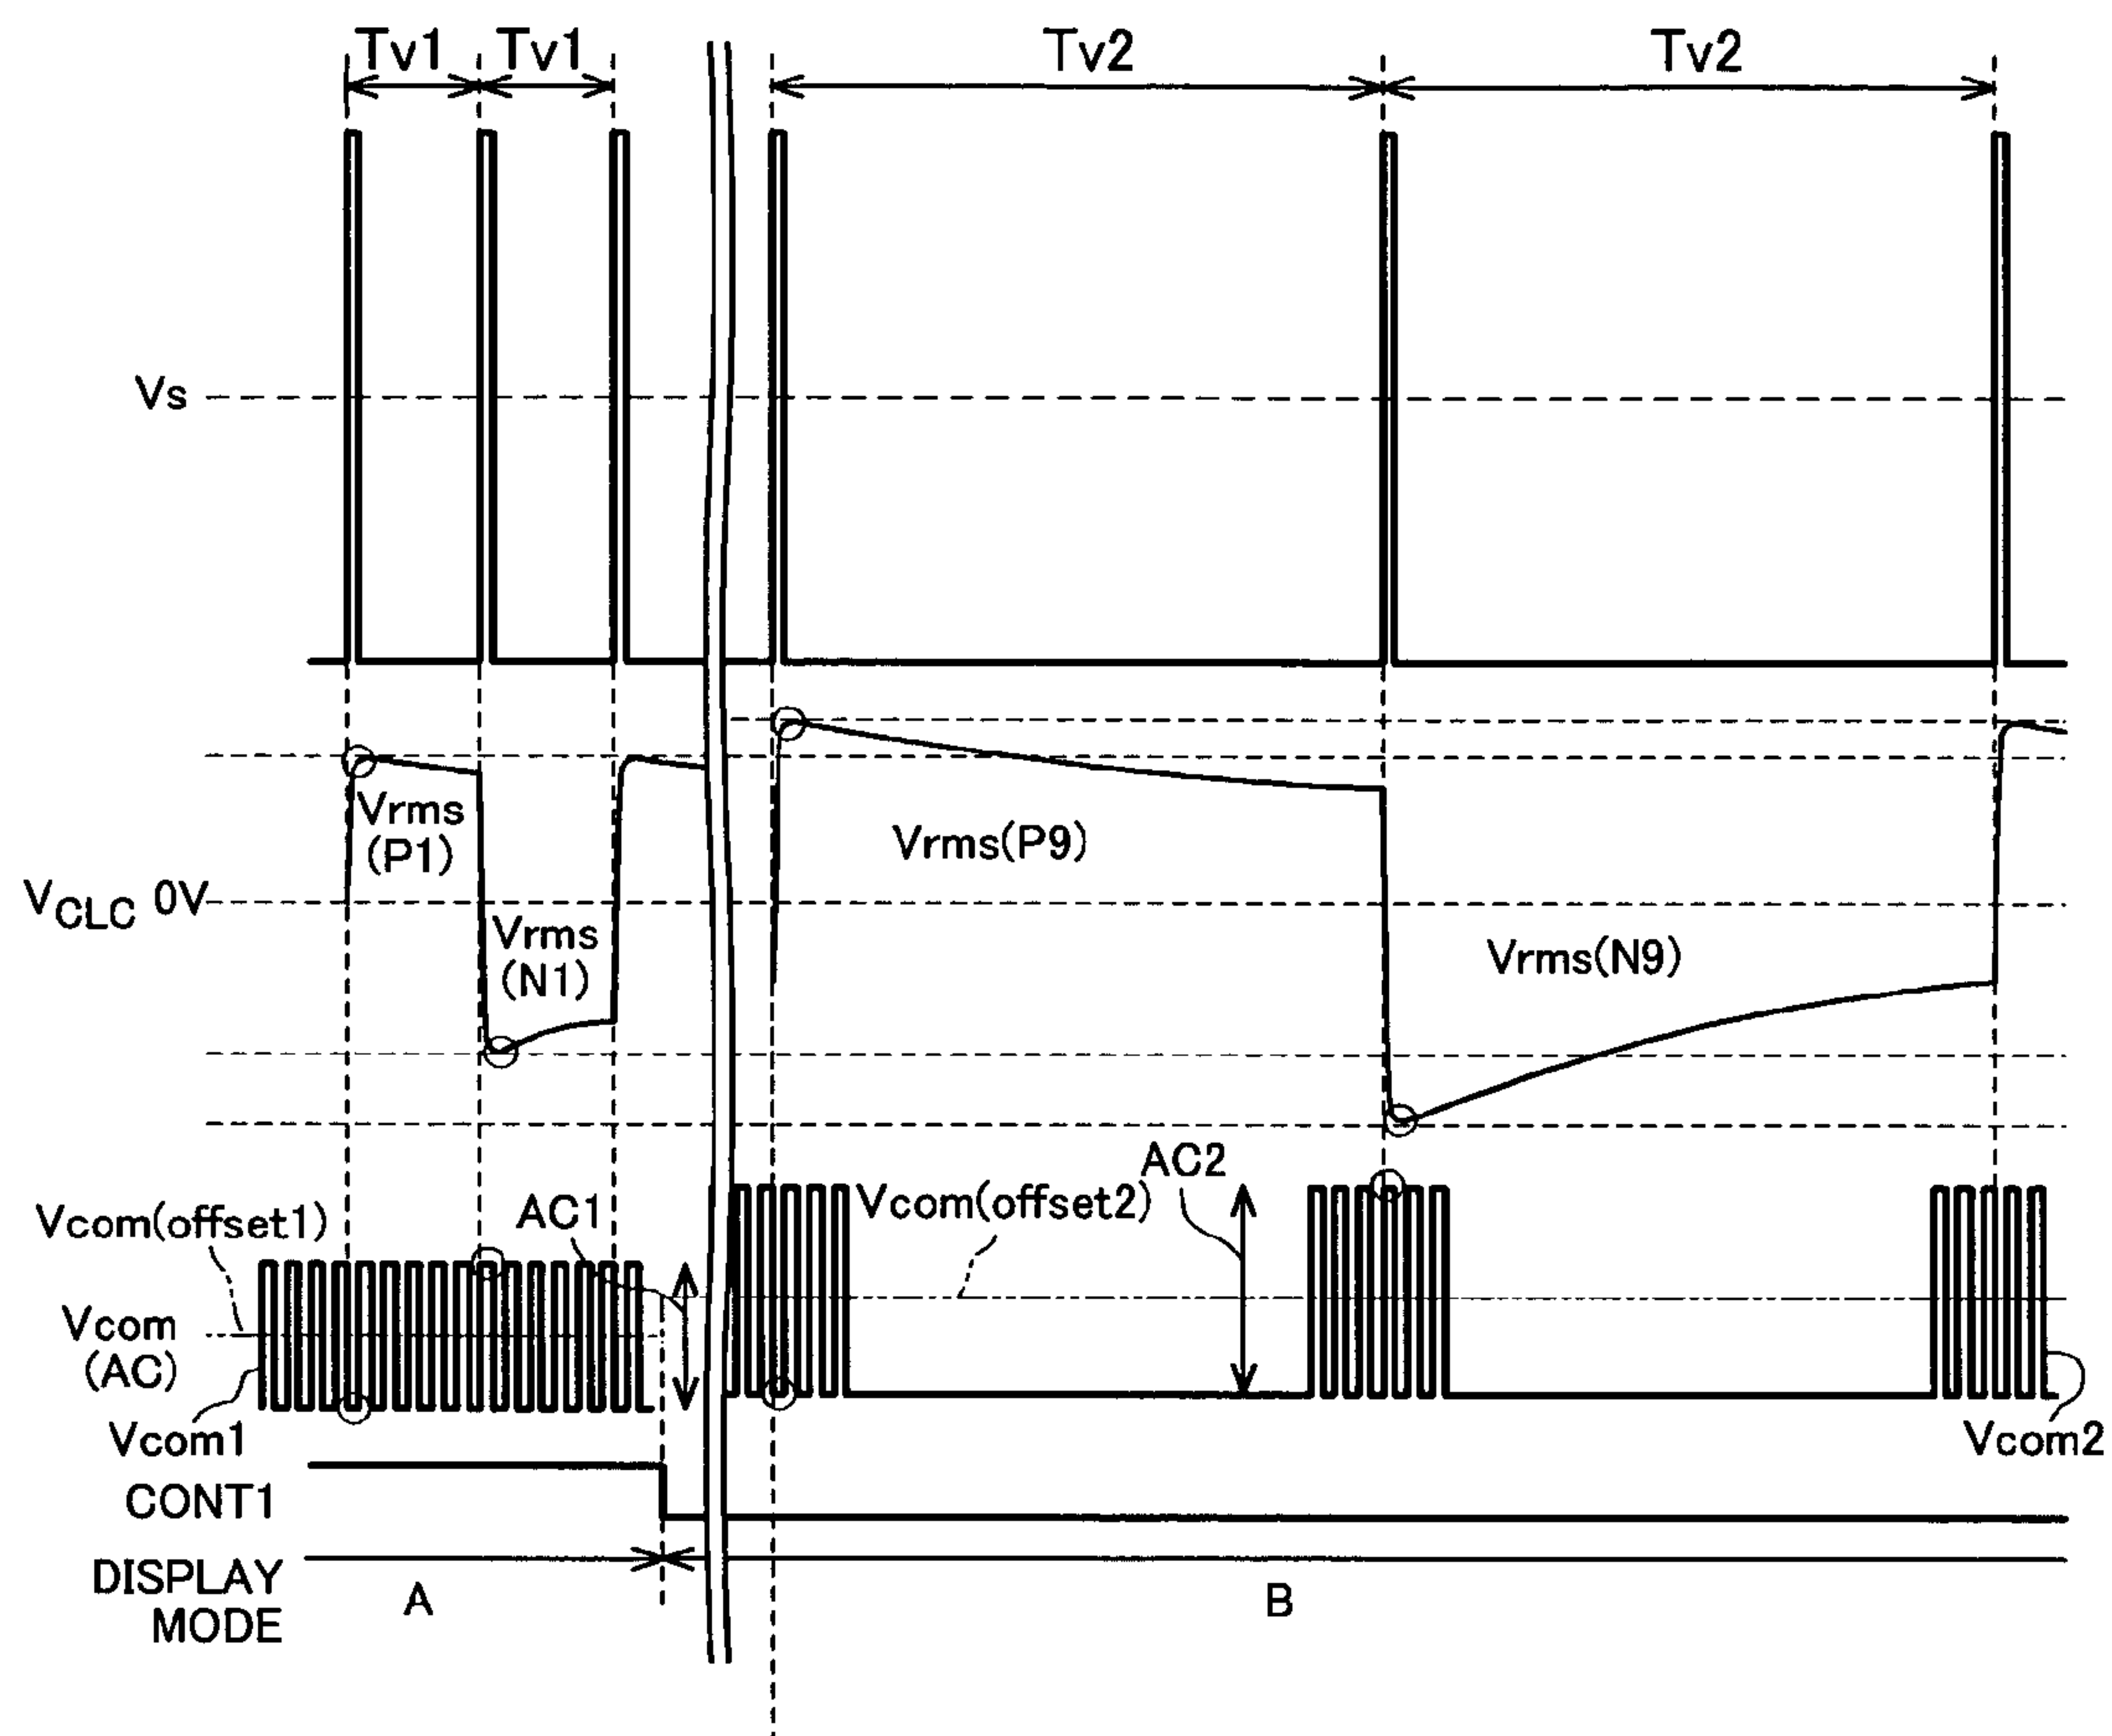 Tv1
Tv1
Tv2
Tv2
Vs
Vrms
(P1)
Vrms(P9)
VCLC 0V
Vrms
(N1)
Vrms(N9)
AC2
Vcom(offset1)
AC1
Vcom(offset2)
Vcom
(AC)
Vcom1
Vcom2
CONT1
DISPLAY
MODE
A
B